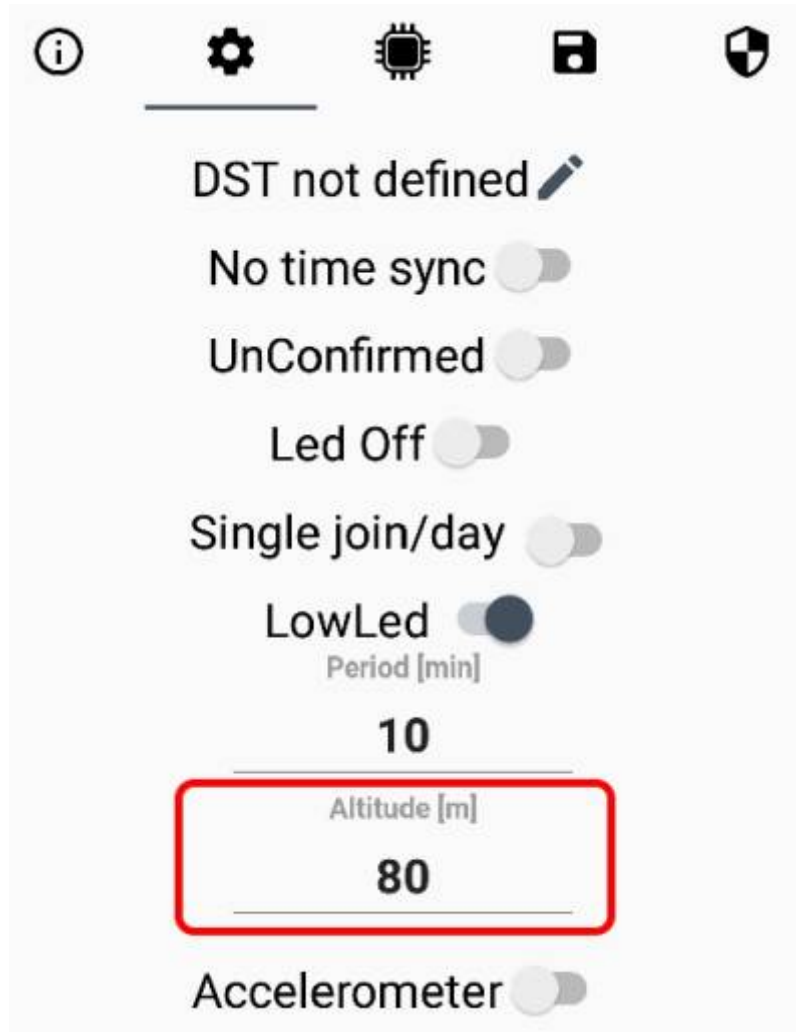 DST not defined
No time sync
UnConfirmed
Led Off
Single join/day
LowLed
Period [min]
10
Altitude [m]
80
Accelerometer